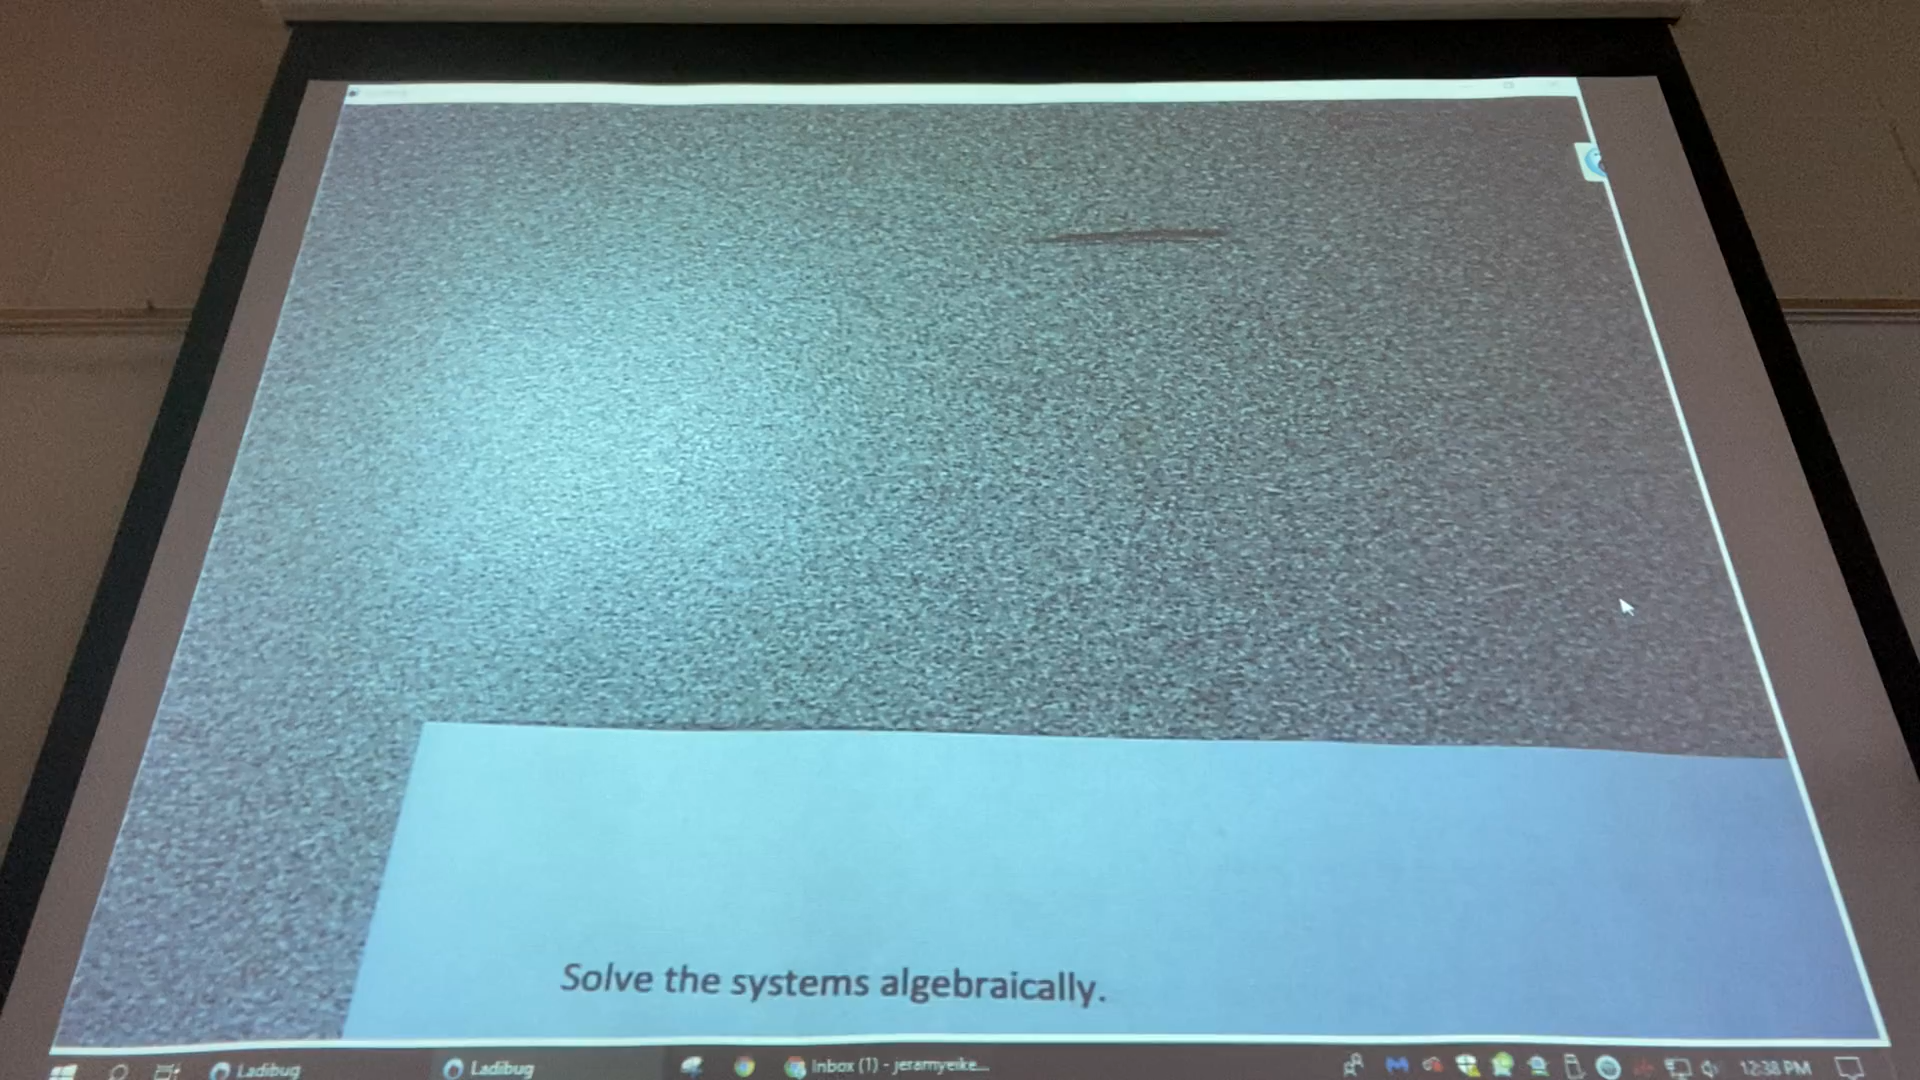 Solve the systems algebraically.
Ladibug
Ladibug
Inbox (1) - jeramyeike...
12:38 PM